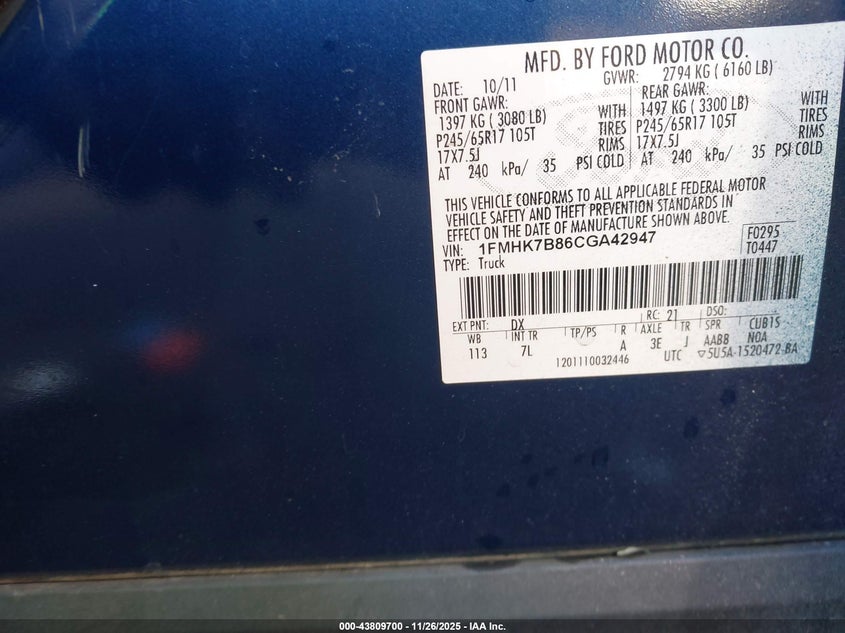 MFD. BY FORD MOTOR CO.
DATE: 10/11 GVWR: 2794 KG ( 6160 LB)
FRONT GAWR: REAR GAWR:
1397 KG ( 3080 LB) WITH 1497 KG ( 3300 LB) WITH
P245/65R17 105T TIRES P245/65R17 105T TIRES
17X7.5J RIMS 17X7.5J RIMS
AT 240 kPa/ 35 PSI COLD AT 240 kPa/ 35 PSI COLD
THIS VEHICLE CONFORMS TO ALL APPLICABLE FEDERAL MOTOR
VEHICLE SAFETY AND THEFT PREVENTION STANDARDS IN
EFFECT ON THE DATE OF MANUFACTURE SHOWN ABOVE.
VIN: 1FMHK7B86CGA42947 F0295
TYPE: Truck T0447
EXT PNT: DX RC: 21 DSO:
WB INT TR TP/PS R AXLE TR SPR CUB1S
113 7L A 3E J AABB NOA
1201110032446 UTC ▽5U5A-1520472-BA
000-43809700 - 11/26/2025 - IAA Inc.